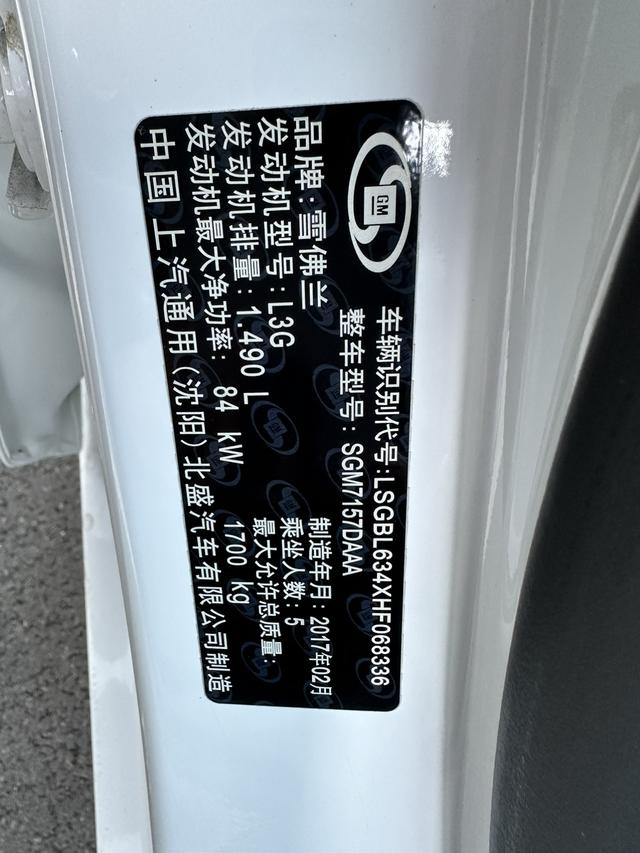 GM
车辆识别代号:LSGBL634XHF068336
整车型号: SGM7157DAAA
品牌: 雪佛兰 制造年月: 2017年02月
发动机型号: L3G 乘坐人数: 5
发动机排量: 1.490 L 最大允许总质量:
发动机最大净功率: 84 kW 1700 kg
中国上汽通用(沈阳)北盛汽车有限公司制造